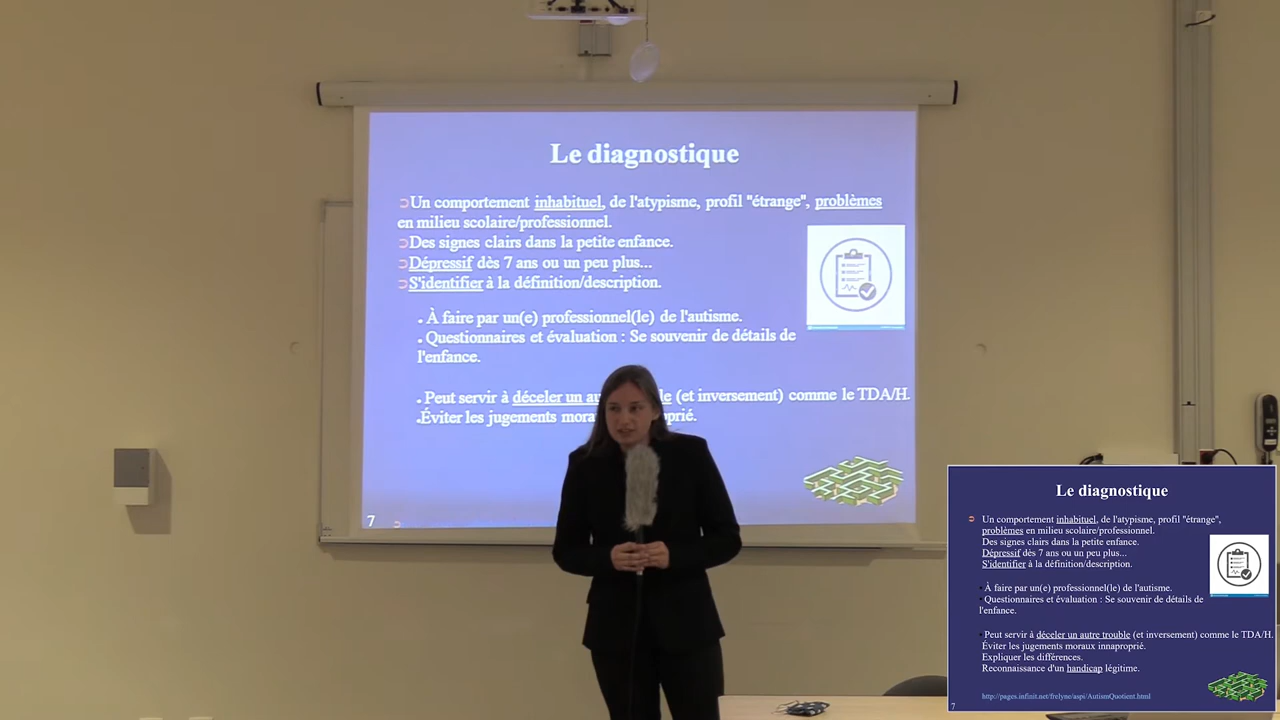 Le diagnostique
Un comportement inhabituel, de l'atypisme, profil "étrange", problèmes
en milieu scolaire/professionnel.
Des signes clairs dans la petite enfance.
Dépressif dès 7 ans ou un peu plus...
S'identifier à la définition/description.
• À faire par un(e) professionnel(le) de l'autisme.
• Questionnaires et évaluation : Se souvenir de détails de
l'enfance.
• Peut servir à déceler un au le (et inversement) comme le TDA/H.
•Éviter les jugements mora oprié.
7
Le diagnostique
Un comportement inhabituel, de l'atypisme, profil "étrange",
problèmes en milieu scolaire/professionnel.
Des signes clairs dans la petite enfance.
Dépressif dès 7 ans ou un peu plus...
S'identifier à la définition/description.
À faire par un(e) professionnel(le) de l'autisme.
Questionnaires et évaluation : Se souvenir de détails de
l'enfance.
Peut servir à déceler un autre trouble (et inversement) comme le TDA/H.
Éviter les jugements moraux innaproprié.
Expliquer les différences.
Reconnaissance d'un handicap légitime.
http://pages.infinit.net/frelyne/aspi/AutismQuotient.html
7